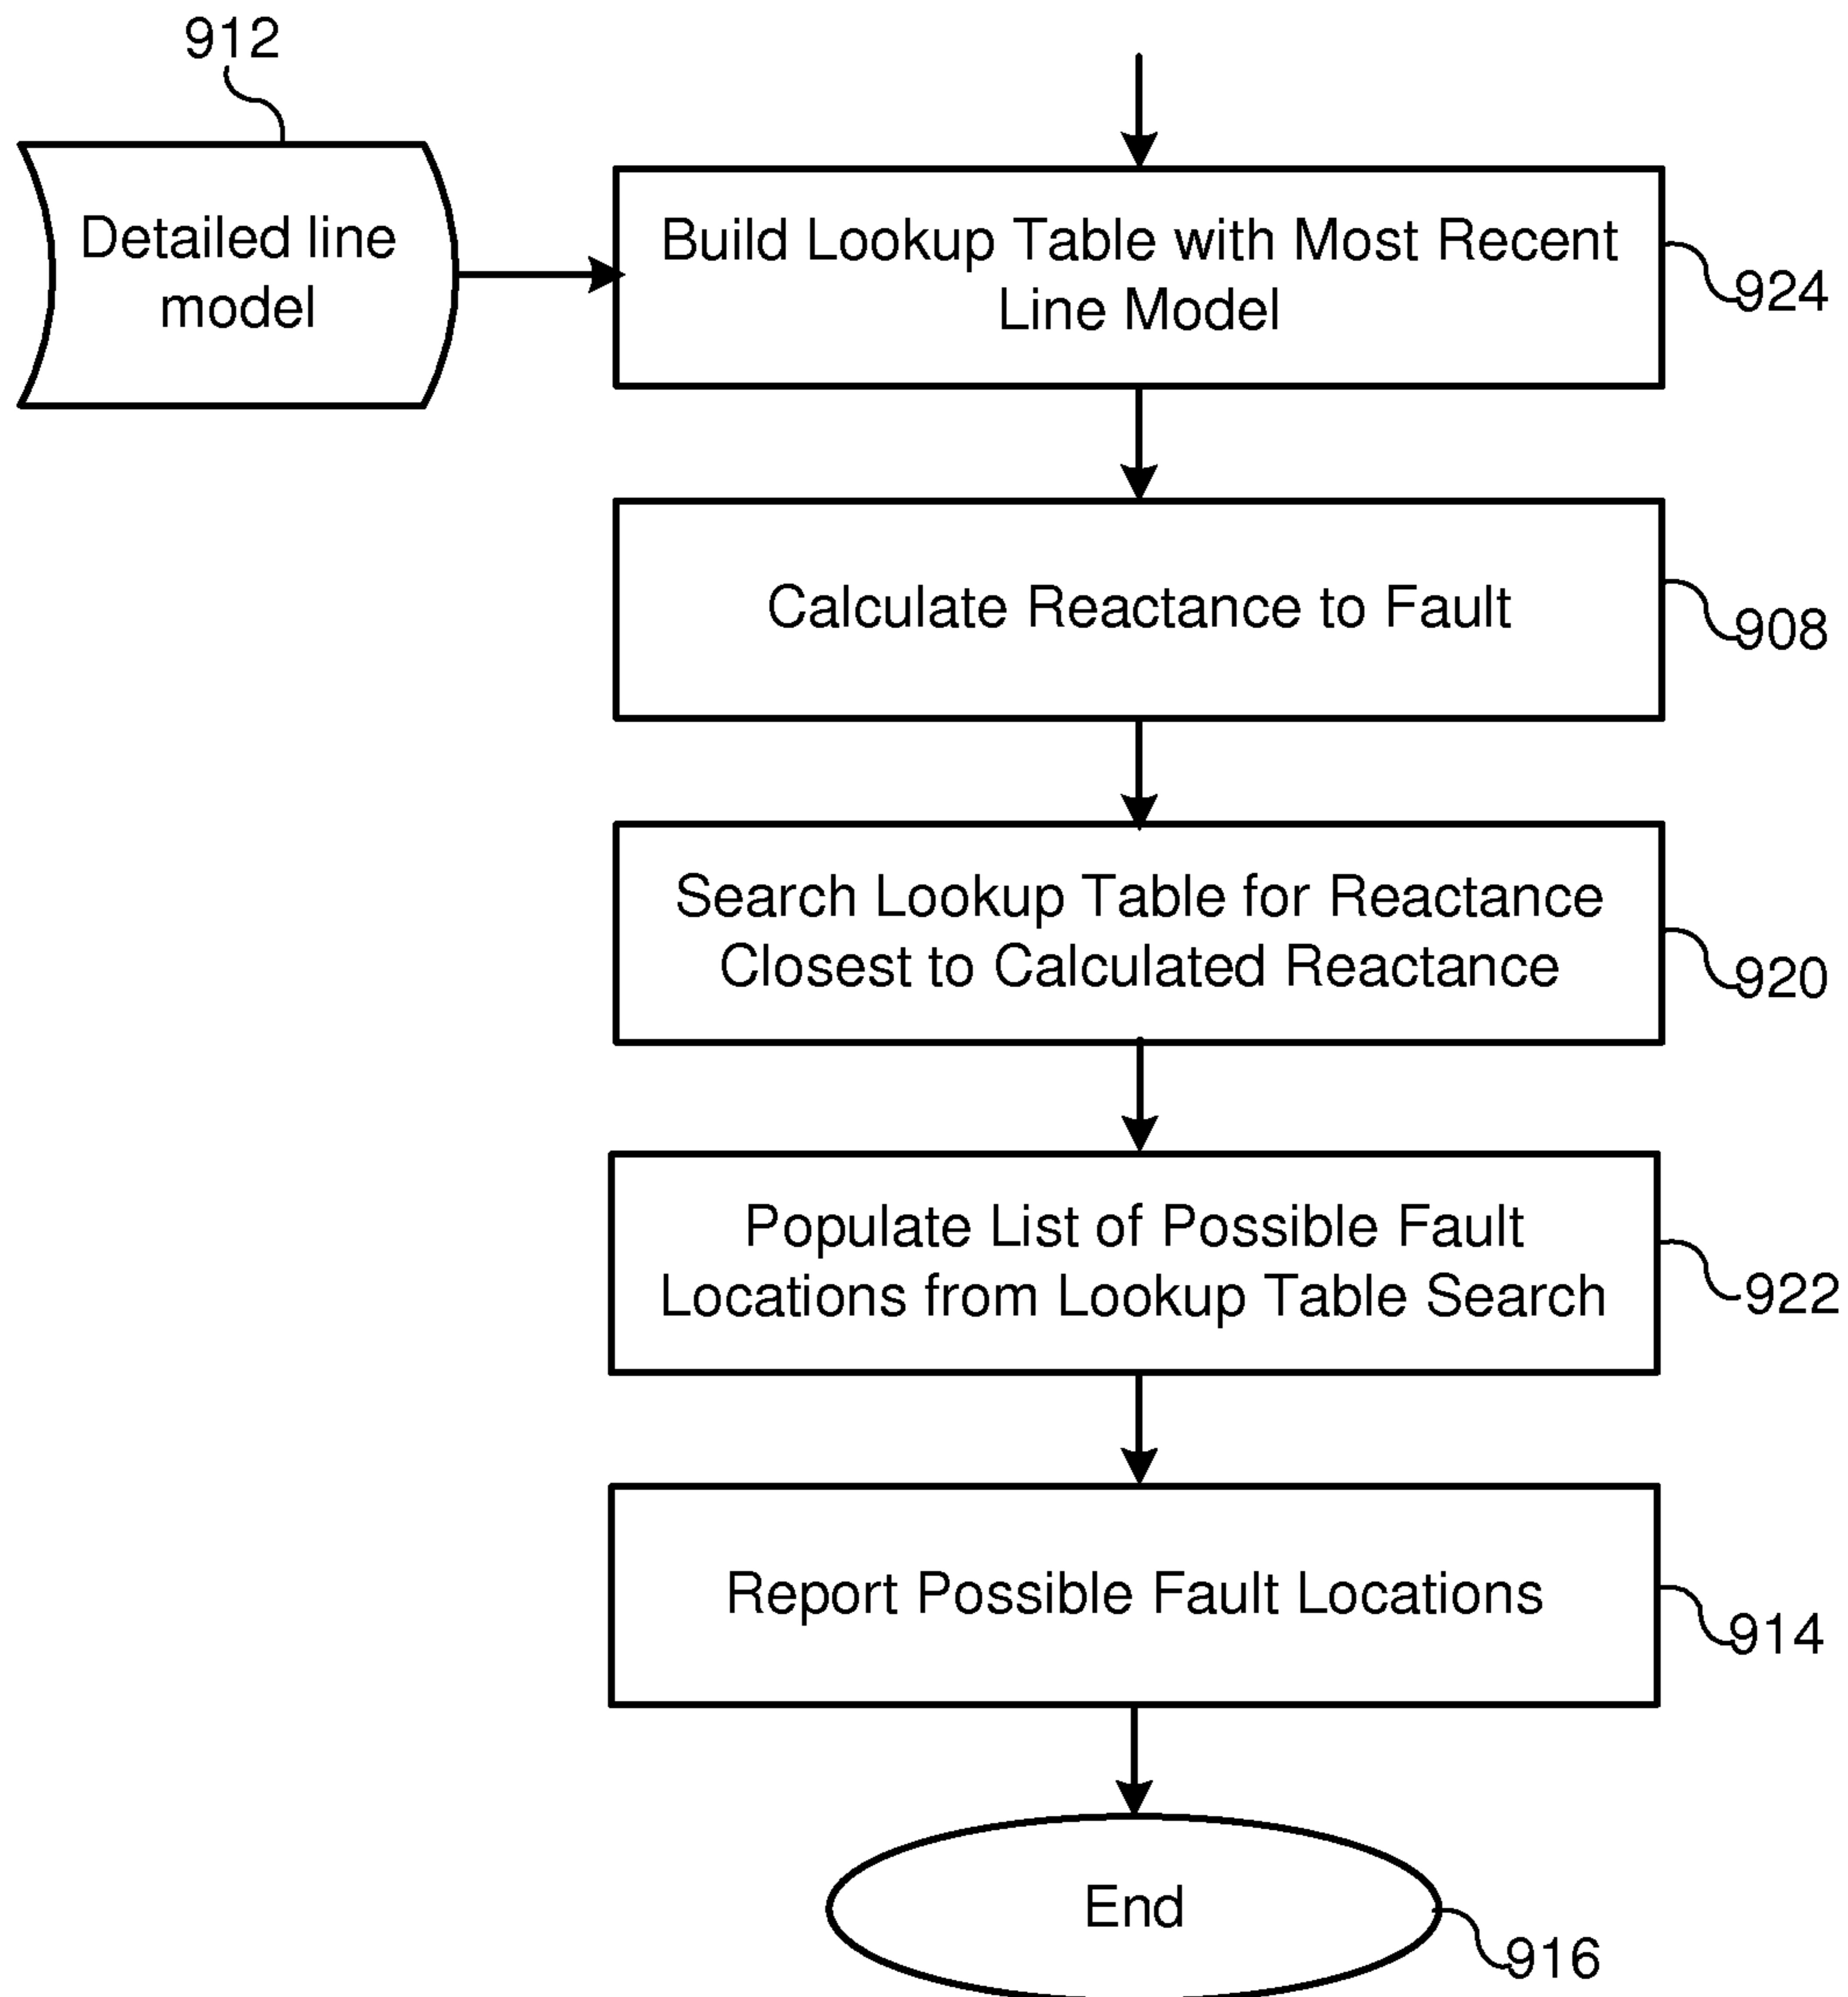 912
Detailed line
model
Build Lookup Table with Most Recent
Line Model
924
Calculate Reactance to Fault
908
Search Lookup Table for Reactance
Closest to Calculated Reactance
920
Populate List of Possible Fault
Locations from Lookup Table Search
922
Report Possible Fault Locations
914
End
916